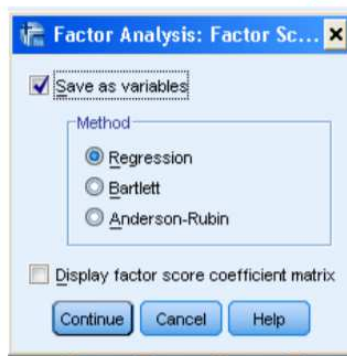 Factor Analysis: Factor Sc...
Save as variables
Method
Regression
Bartlett
Anderson-Rubin
Display factor score coefficient matrix
Continue Cancel Help